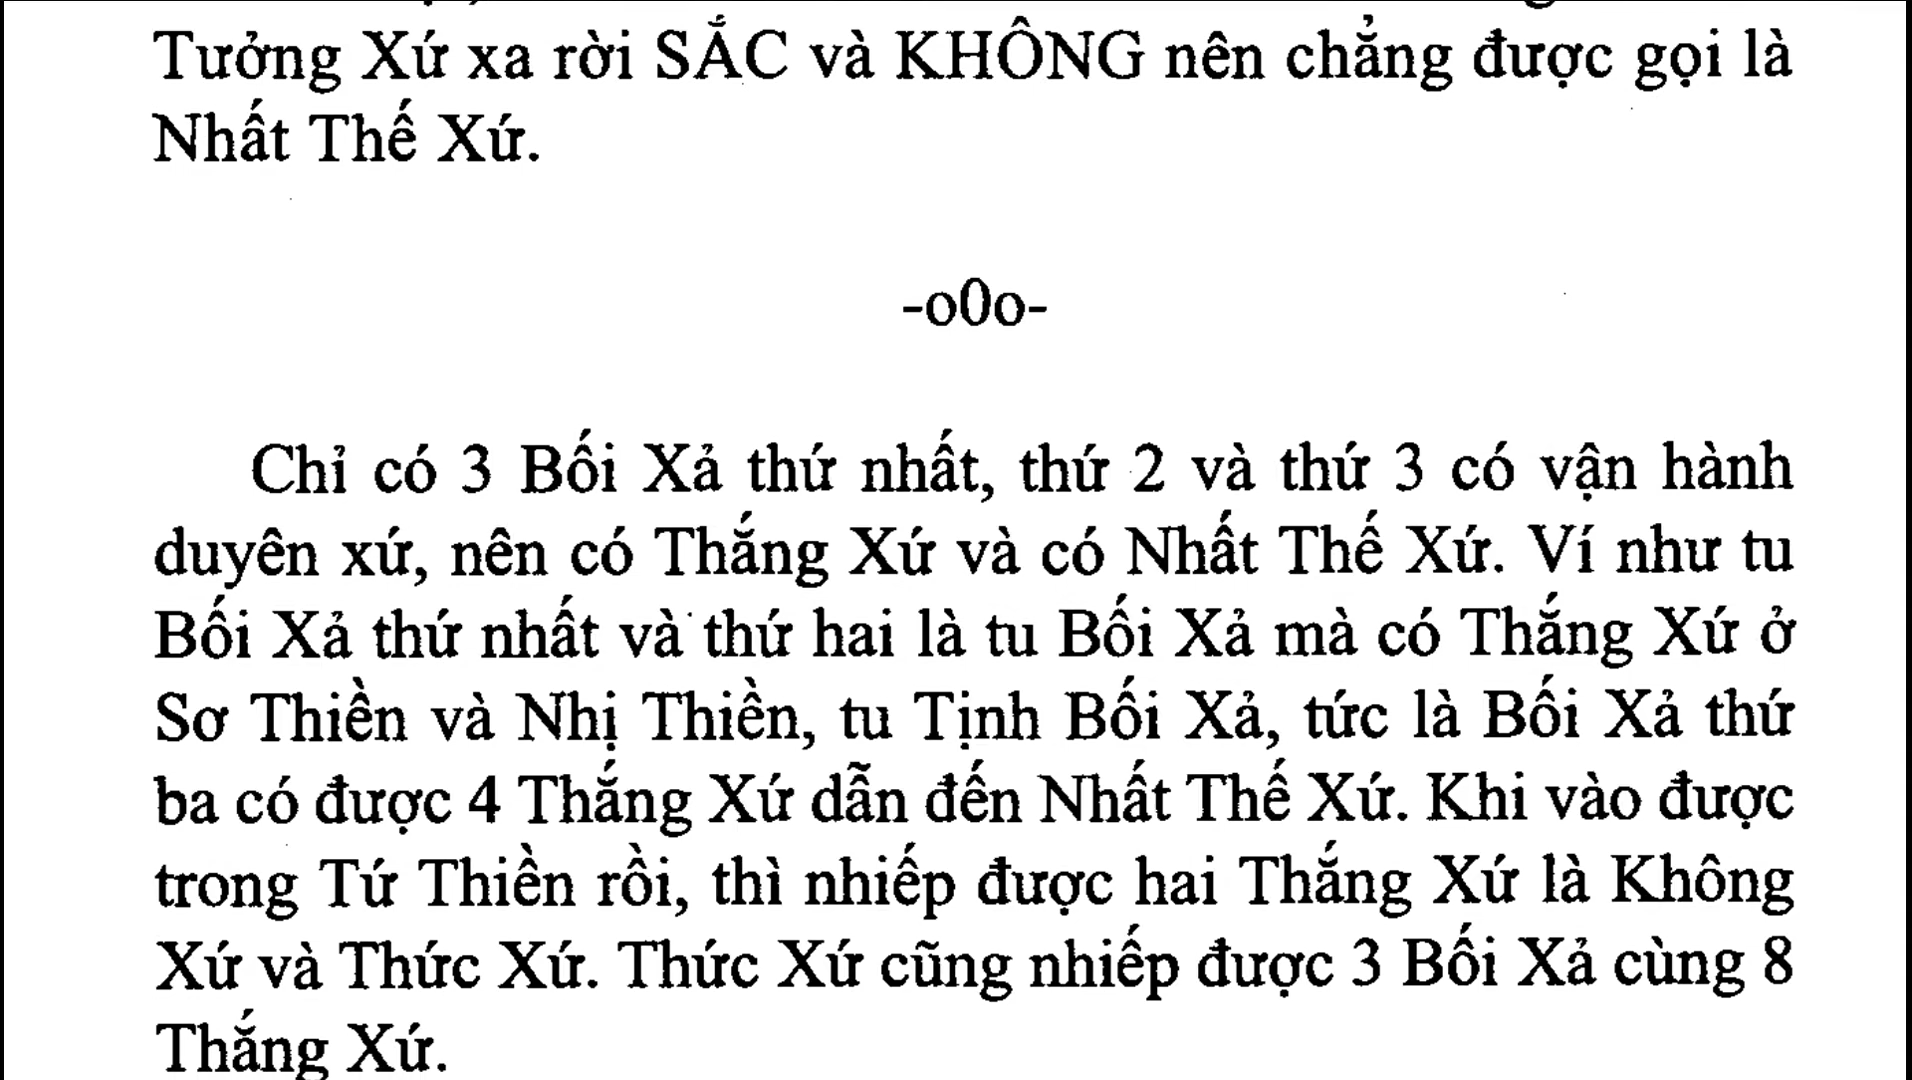 Tưởng Xứ xa rời SẮC và KHÔNG nên chẳng được gọi là
Nhất Thế Xứ.
-o0o-
Chỉ có 3 Bối Xả thứ nhất, thứ 2 và thứ 3 có vận hành
duyên xứ, nên có Thắng Xứ và có Nhất Thế Xứ. Ví như tu
Bối Xả thứ nhất và thứ hai là tu Bối Xả mà có Thắng Xứ ở
Sơ Thiền và Nhị Thiền, tu Tịnh Bối Xả, tức là Bối Xả thứ
ba có được 4 Thắng Xứ dẫn đến Nhất Thế Xứ. Khi vào được
trong Tứ Thiền rồi, thì nhiếp được hai Thắng Xứ là Không
Xứ và Thức Xứ. Thức Xứ cũng nhiếp được 3 Bối Xả cùng 8
Thắng Xứ.